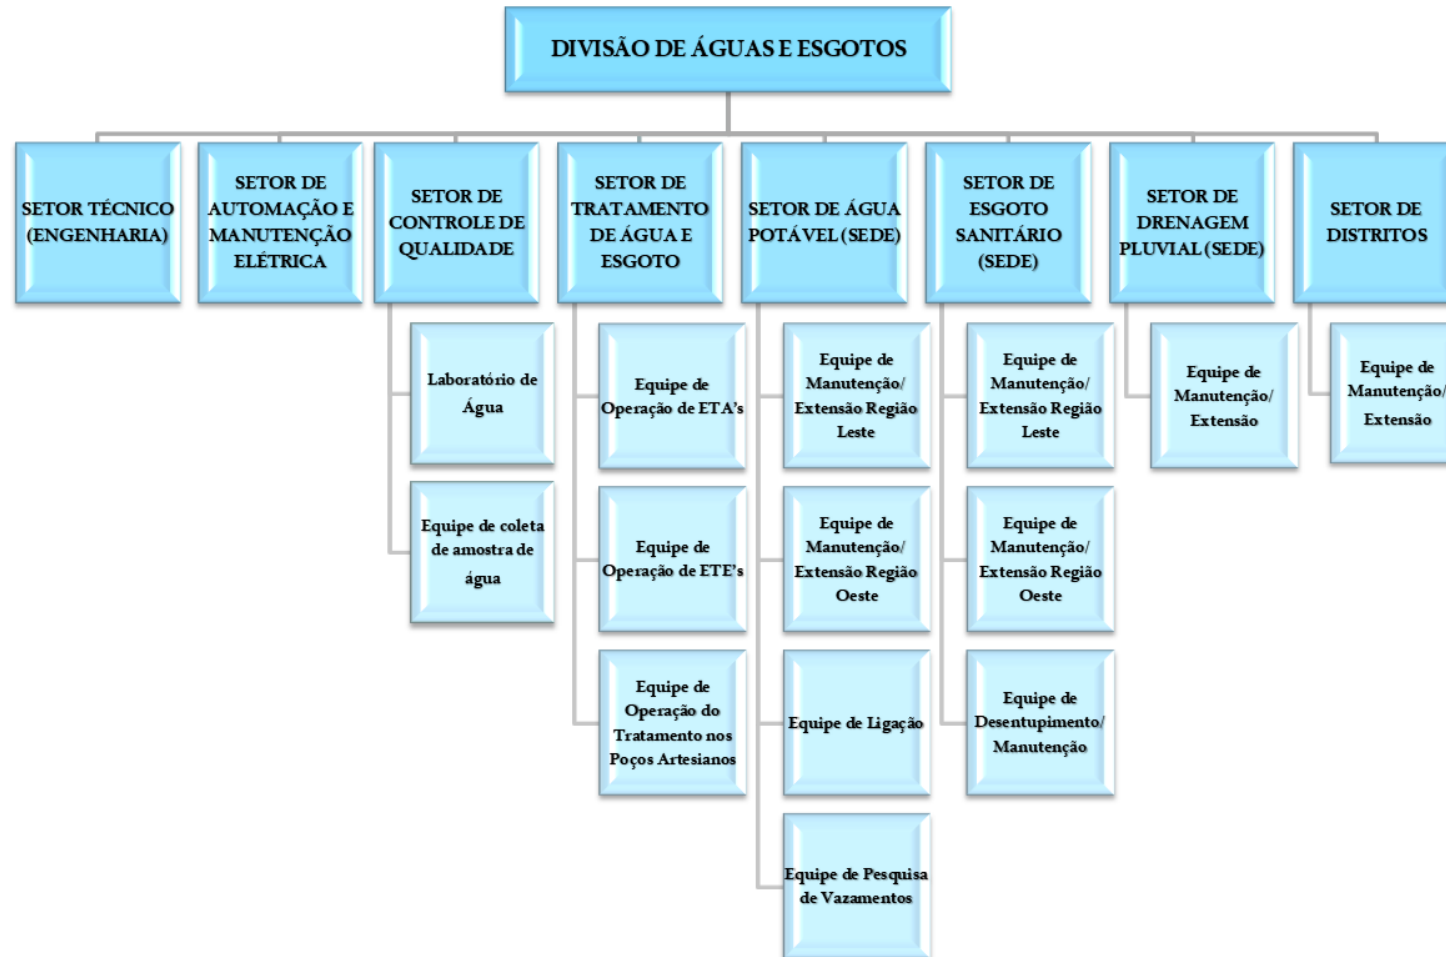 DIVISÃO DE ÁGUAS E ESGOTOS
SETOR TÉCNICO
(ENGENHARIA)
SETOR DE
AUTOMAÇÃO E
MANUTENÇÃO
ELÉTRICA
SETOR DE
CONTROLE DE
QUALIDADE
SETOR DE
TRATAMENTO
DE ÁGUA E
ESGOTO
SETOR DE ÁGUA
POTÁVEL (SEDE)
SETOR DE
ESGOTO
SANITÁRIO
(SEDE)
SETOR DE
DRENAGEM
PLUVIAL (SEDE)
SETOR DE
DISTRITOS
Laboratório de
Água
Equipe de coleta
de amostra de
água
Equipe de
Operação de ETA's
Equipe de
Operação de ETE's
Equipe de
Operação do
Tratamento nos
Poços Artesianos
Equipe de
Manutenção/
Extensão Região
Leste
Equipe de
Manutenção/
Extensão Região
Oeste
Equipe de Ligação
Equipe de Pesquisa
de Vazamentos
Equipe de
Manutenção/
Extensão Região
Leste
Equipe de
Manutenção/
Extensão Região
Oeste
Equipe de
Desentupimento/
Manutenção
Equipe de
Manutenção/
Extensão
Equipe de
Manutenção/
Extensão